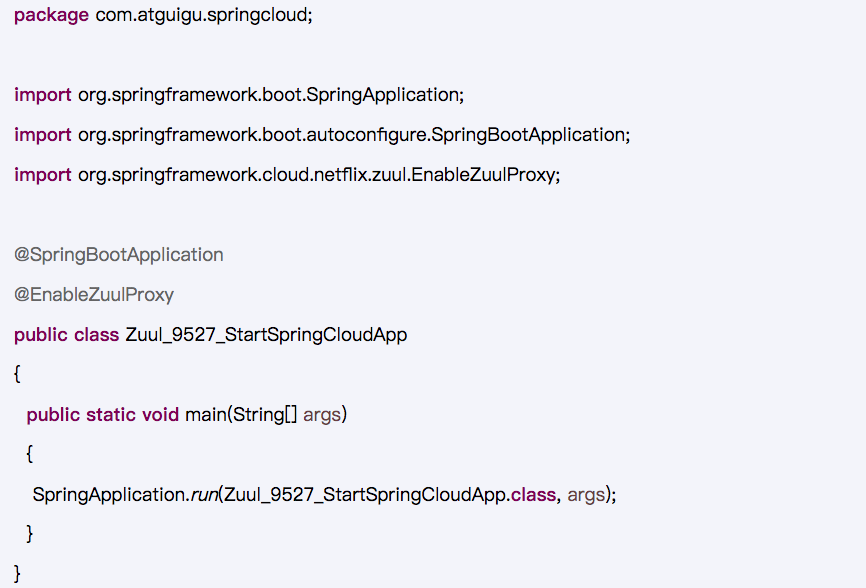 package com.atguigu.springcloud;
import org.springframework.boot.SpringApplication;
import org.springframework.boot.autoconfigure.SpringBootApplication;
import org.springframework.cloud.netflix.zuul.EnableZuulProxy;
@SpringBootApplication
@EnableZuulProxy
public class Zuul_9527_StartSpringCloudApp
{
public static void main(String[] args)
{
SpringApplication.run(Zuul_9527_StartSpringCloudApp.class, args);
}
}